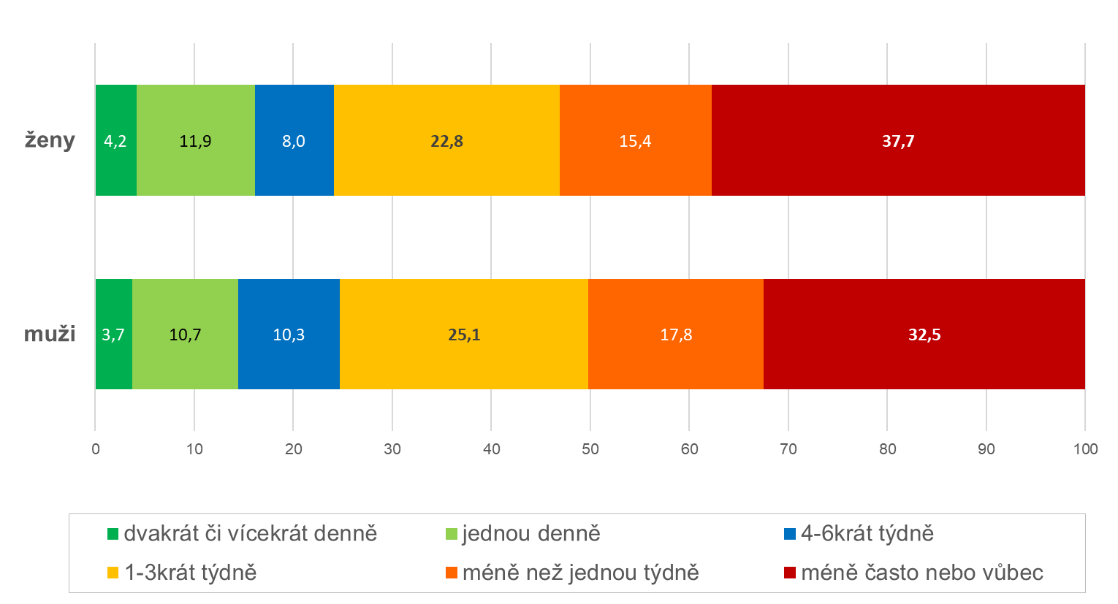 ženy 4,2 11,9 8,0 22,8 15,4 37,7
muži 3,7 10,7 10,3 25,1 17,8 32,5
0 10 20 30 40 50 60 70 80 90 100
dvakrát či vícekrát denně jednou denně 4-6krát týdně
1-3krát týdně méně než jednou týdně méně často nebo vůbec